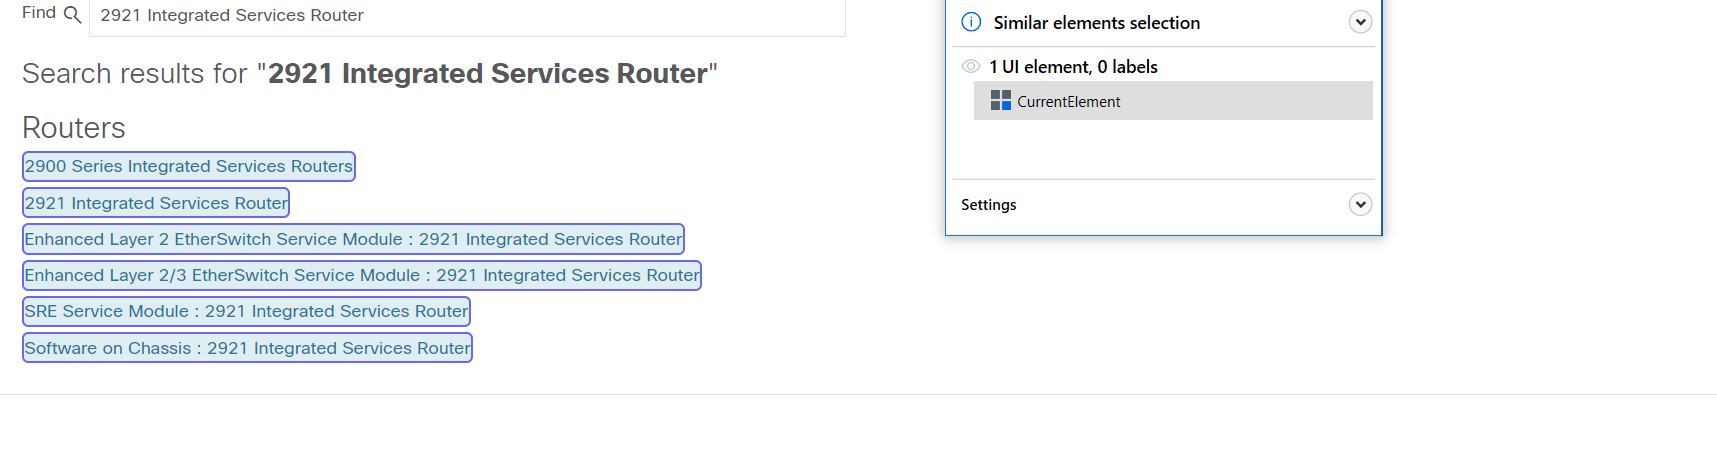 Find
2921 Integrated Services Router
Search results for "2921 Integrated Services Router"
Routers
2900 Series Integrated Services Routers
2921 Integrated Services Router
Enhanced Layer 2 EtherSwitch Service Module : 2921 Integrated Services Router
Enhanced Layer 2/3 EtherSwitch Service Module : 2921 Integrated Services Router
SRE Service Module : 2921 Integrated Services Router
Software on Chassis : 2921 Integrated Services Router
Similar elements selection
1 UI element, 0 labels
CurrentElement
Settings